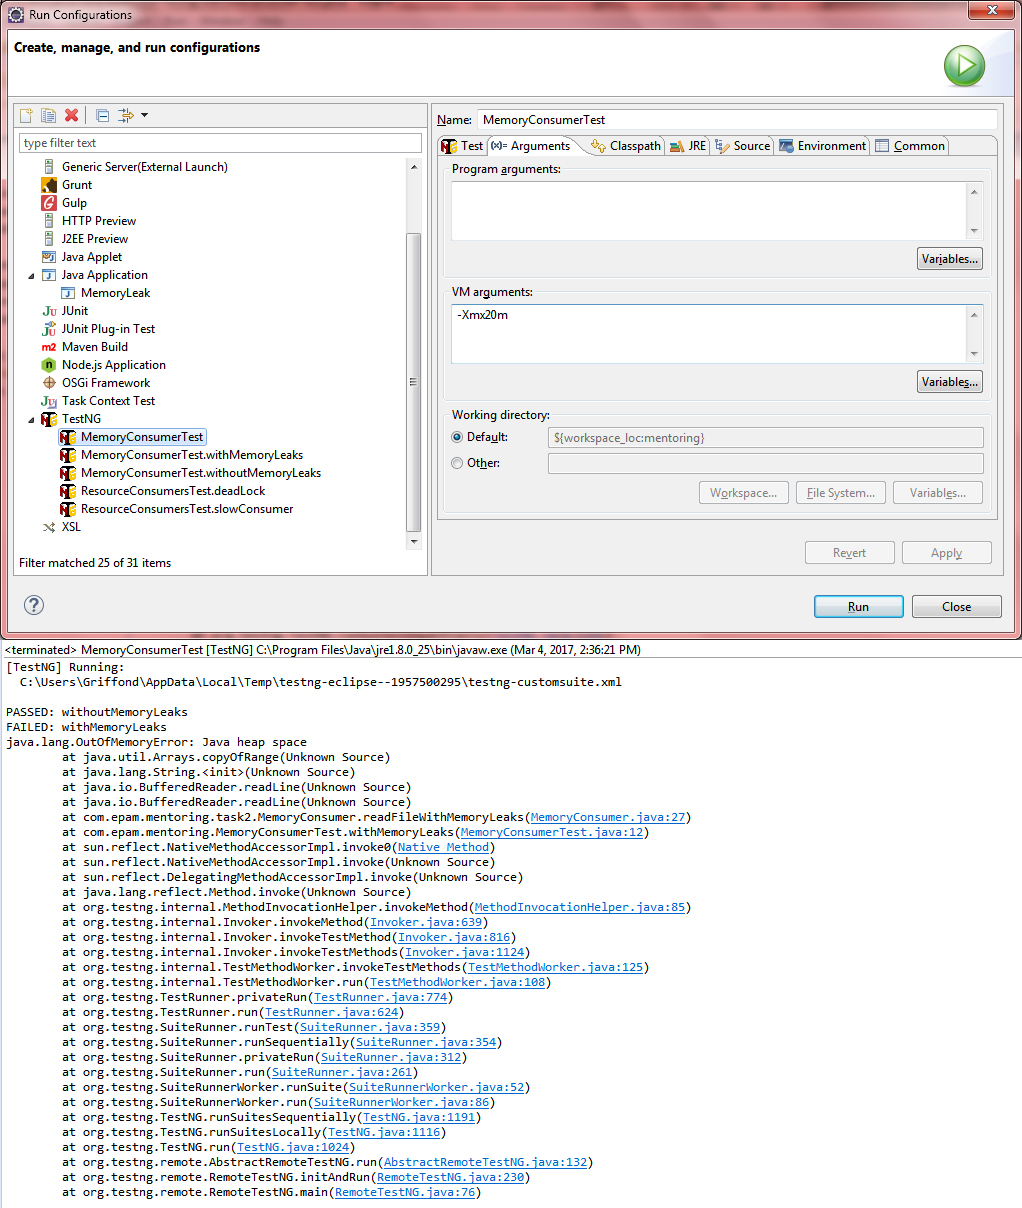 Run Configurations
Create, manage, and run configurations
type filter text
Generic Server(External Launch)
Grunt
Gulp
HTTP Preview
J2EE Preview
Java Applet
Java Application
MemoryLeak
JUnit
JUnit Plug-in Test
Maven Build
Node.js Application
OSGi Framework
Task Context Test
TestNG
MemoryConsumerTest
MemoryConsumerTest.withMemoryLeaks
MemoryConsumerTest.withoutMemoryLeaks
ResourceConsumersTest.deadLock
ResourceConsumersTest.slowConsumer
XSL
Filter matched 25 of 31 items
Name: MemoryConsumerTest
Test (x)= Arguments Classpath JRE Source Environment Common
Program arguments:
Variables...
VM arguments:
-Xmx20m
Variables...
Working directory:
Default: ${workspace_loc:mentoring}
Other:
Workspace... File System... Variables...
Revert Apply
Run Close
<terminated> MemoryConsumerTest [TestNG] C:\Program Files\Java\jre1.8.0_25\bin\javaw.exe (Mar 4, 2017, 2:36:21 PM)
[TestNG] Running:
C:\Users\Griffond\AppData\Local\Temp\testng-eclipse--1957500295\testng-customsuite.xml
PASSED: withoutMemoryLeaks
FAILED: withMemoryLeaks
java.lang.OutOfMemoryError: Java heap space
at java.util.Arrays.copyOfRange(Unknown Source)
at java.lang.String.<init>(Unknown Source)
at java.io.BufferedReader.readLine(Unknown Source)
at java.io.BufferedReader.readLine(Unknown Source)
at com.epam.mentoring.task2.MemoryConsumer.readFileWithMemoryLeaks(MemoryConsumer.java:27)
at com.epam.mentoring.MemoryConsumerTest.withMemoryLeaks(MemoryConsumerTest.java:12)
at sun.reflect.NativeMethodAccessorImpl.invoke0(Native Method)
at sun.reflect.NativeMethodAccessorImpl.invoke(Unknown Source)
at sun.reflect.DelegatingMethodAccessorImpl.invoke(Unknown Source)
at java.lang.reflect.Method.invoke(Unknown Source)
at org.testng.internal.MethodInvocationHelper.invokeMethod(MethodInvocationHelper.java:85)
at org.testng.internal.Invoker.invokeMethod(Invoker.java:639)
at org.testng.internal.Invoker.invokeTestMethod(Invoker.java:816)
at org.testng.internal.Invoker.invokeTestMethods(Invoker.java:1124)
at org.testng.internal.TestMethodWorker.invokeTestMethods(TestMethodWorker.java:125)
at org.testng.internal.TestMethodWorker.run(TestMethodWorker.java:108)
at org.testng.TestRunner.privateRun(TestRunner.java:774)
at org.testng.TestRunner.run(TestRunner.java:624)
at org.testng.SuiteRunner.runTest(SuiteRunner.java:359)
at org.testng.SuiteRunner.runSequentially(SuiteRunner.java:354)
at org.testng.SuiteRunner.privateRun(SuiteRunner.java:312)
at org.testng.SuiteRunner.run(SuiteRunner.java:261)
at org.testng.SuiteRunnerWorker.runSuite(SuiteRunnerWorker.java:52)
at org.testng.SuiteRunnerWorker.run(SuiteRunnerWorker.java:86)
at org.testng.TestNG.runSuitesSequentially(TestNG.java:1191)
at org.testng.TestNG.runSuitesLocally(TestNG.java:1116)
at org.testng.TestNG.run(TestNG.java:1024)
at org.testng.remote.AbstractRemoteTestNG.run(AbstractRemoteTestNG.java:132)
at org.testng.remote.RemoteTestNG.initAndRun(RemoteTestNG.java:230)
at org.testng.remote.RemoteTestNG.main(RemoteTestNG.java:76)